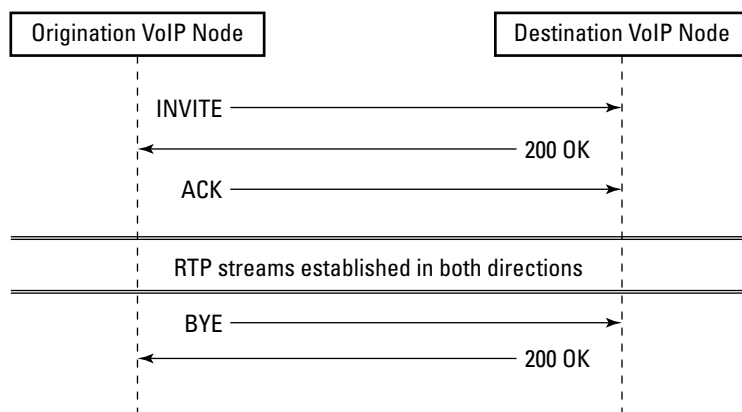 Origination VoIP Node
Destination VoIP Node
INVITE
200 OK
ACK
RTP streams established in both directions
BYE
200 OK